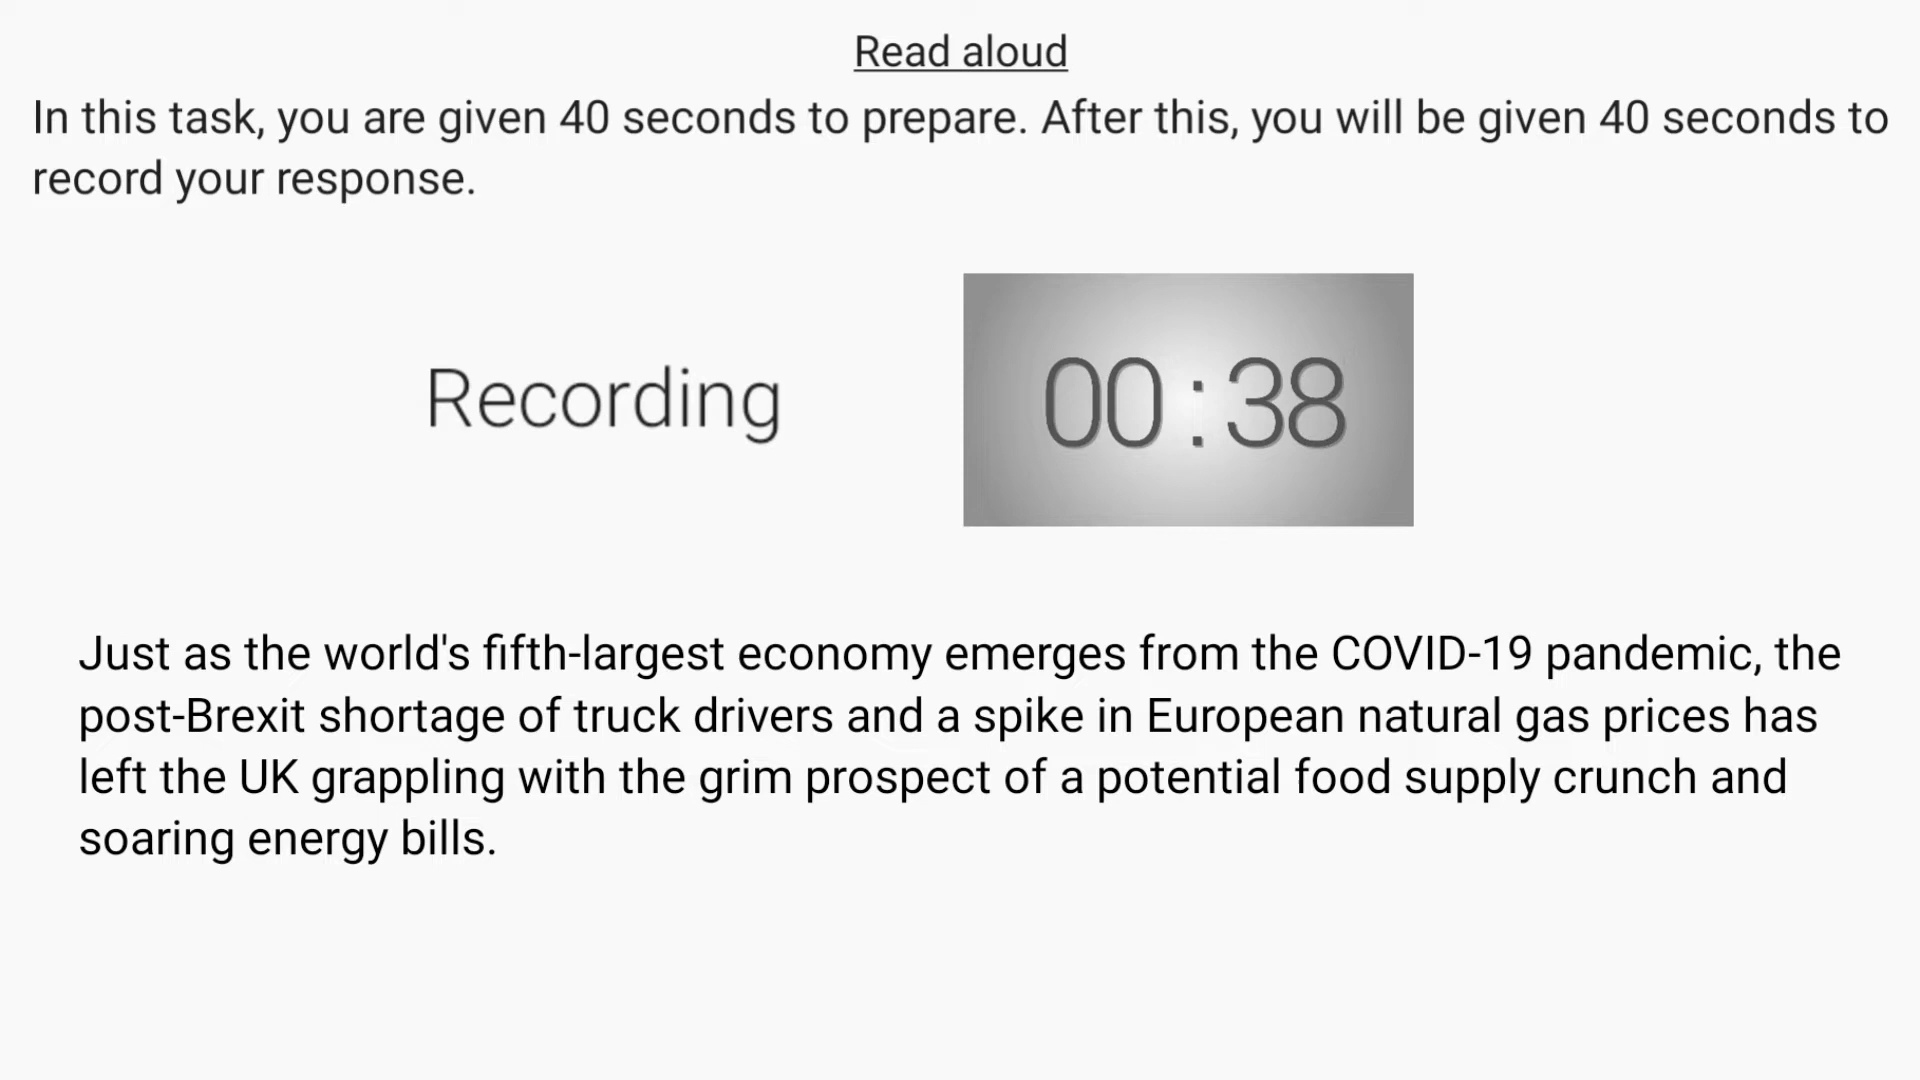 Read aloud
In this task, you are given 40 seconds to prepare. After this, you will be given 40 seconds to
record your response.
Recording
00:38
Just as the world's fifth-largest economy emerges from the COVID-19 pandemic, the
post-Brexit shortage of truck drivers and a spike in European natural gas prices has
left the UK grappling with the grim prospect of a potential food supply crunch and
soaring energy bills.